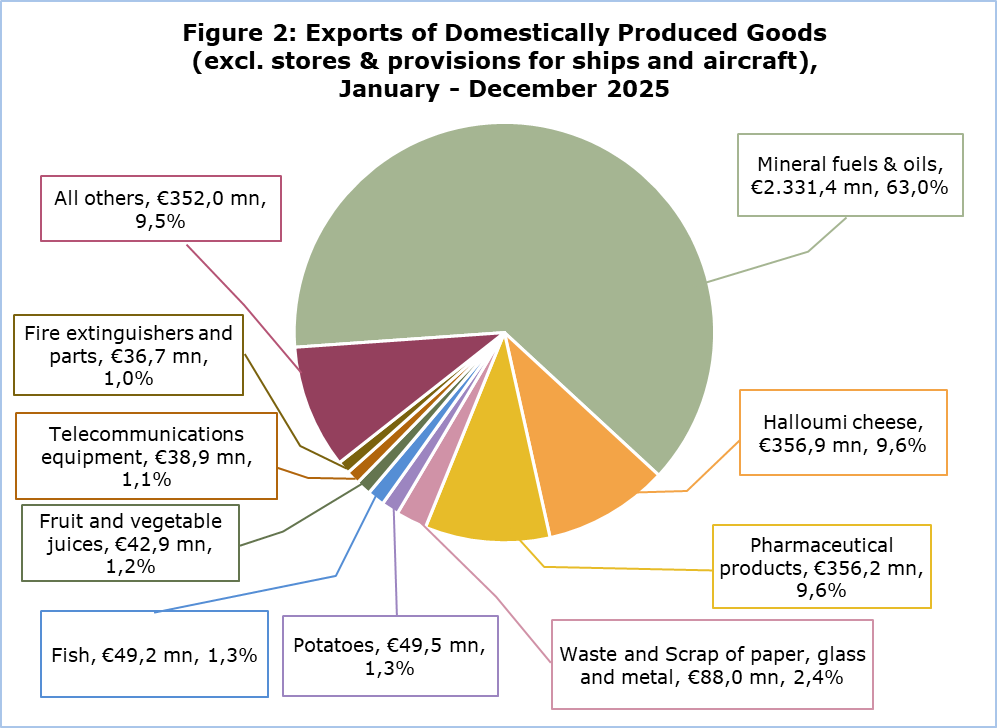 Figure 2: Exports of Domestically Produced Goods
(excl. stores & provisions for ships and aircraft),
January - December 2025
Mineral fuels & oils,
€2.331,4 mn, 63,0%
All others, €352,0 mn,
9,5%
Fire extinguishers and
parts, €36,7 mn,
1,0%
Halloumi cheese,
€356,9 mn, 9,6%
Telecommunications
equipment, €38,9 mn,
1,1%
Fruit and vegetable
juices, €42,9 mn,
1,2%
Pharmaceutical
products, €356,2 mn,
9,6%
Fish, €49,2 mn, 1,3%
Potatoes, €49,5 mn,
1,3%
Waste and Scrap of paper, glass
and metal, €88,0 mn, 2,4%